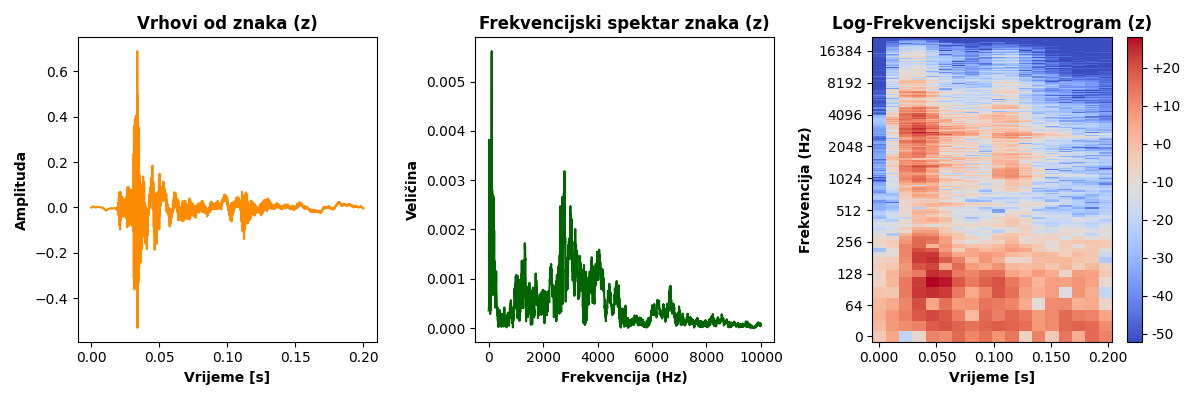 Vrhovi od znaka (z)
Amplituda
0.6
0.4
0.2
0.0
−0.2
−0.4
0.00 0.05 0.10 0.15 0.20
Vrijeme [s]
Frekvencijski spektar znaka (z)
Veličina
0.005
0.004
0.003
0.002
0.001
0.000
0 2000 4000 6000 8000 10000
Frekvencija (Hz)
Log-Frekvencijski spektrogram (z)
Frekvencija (Hz)
16384
8192
4096
2048
1024
512
256
128
64
0
0.000 0.050 0.100 0.150 0.200
Vrijeme [s]
+20
+10
+0
-10
-20
-30
-40
-50